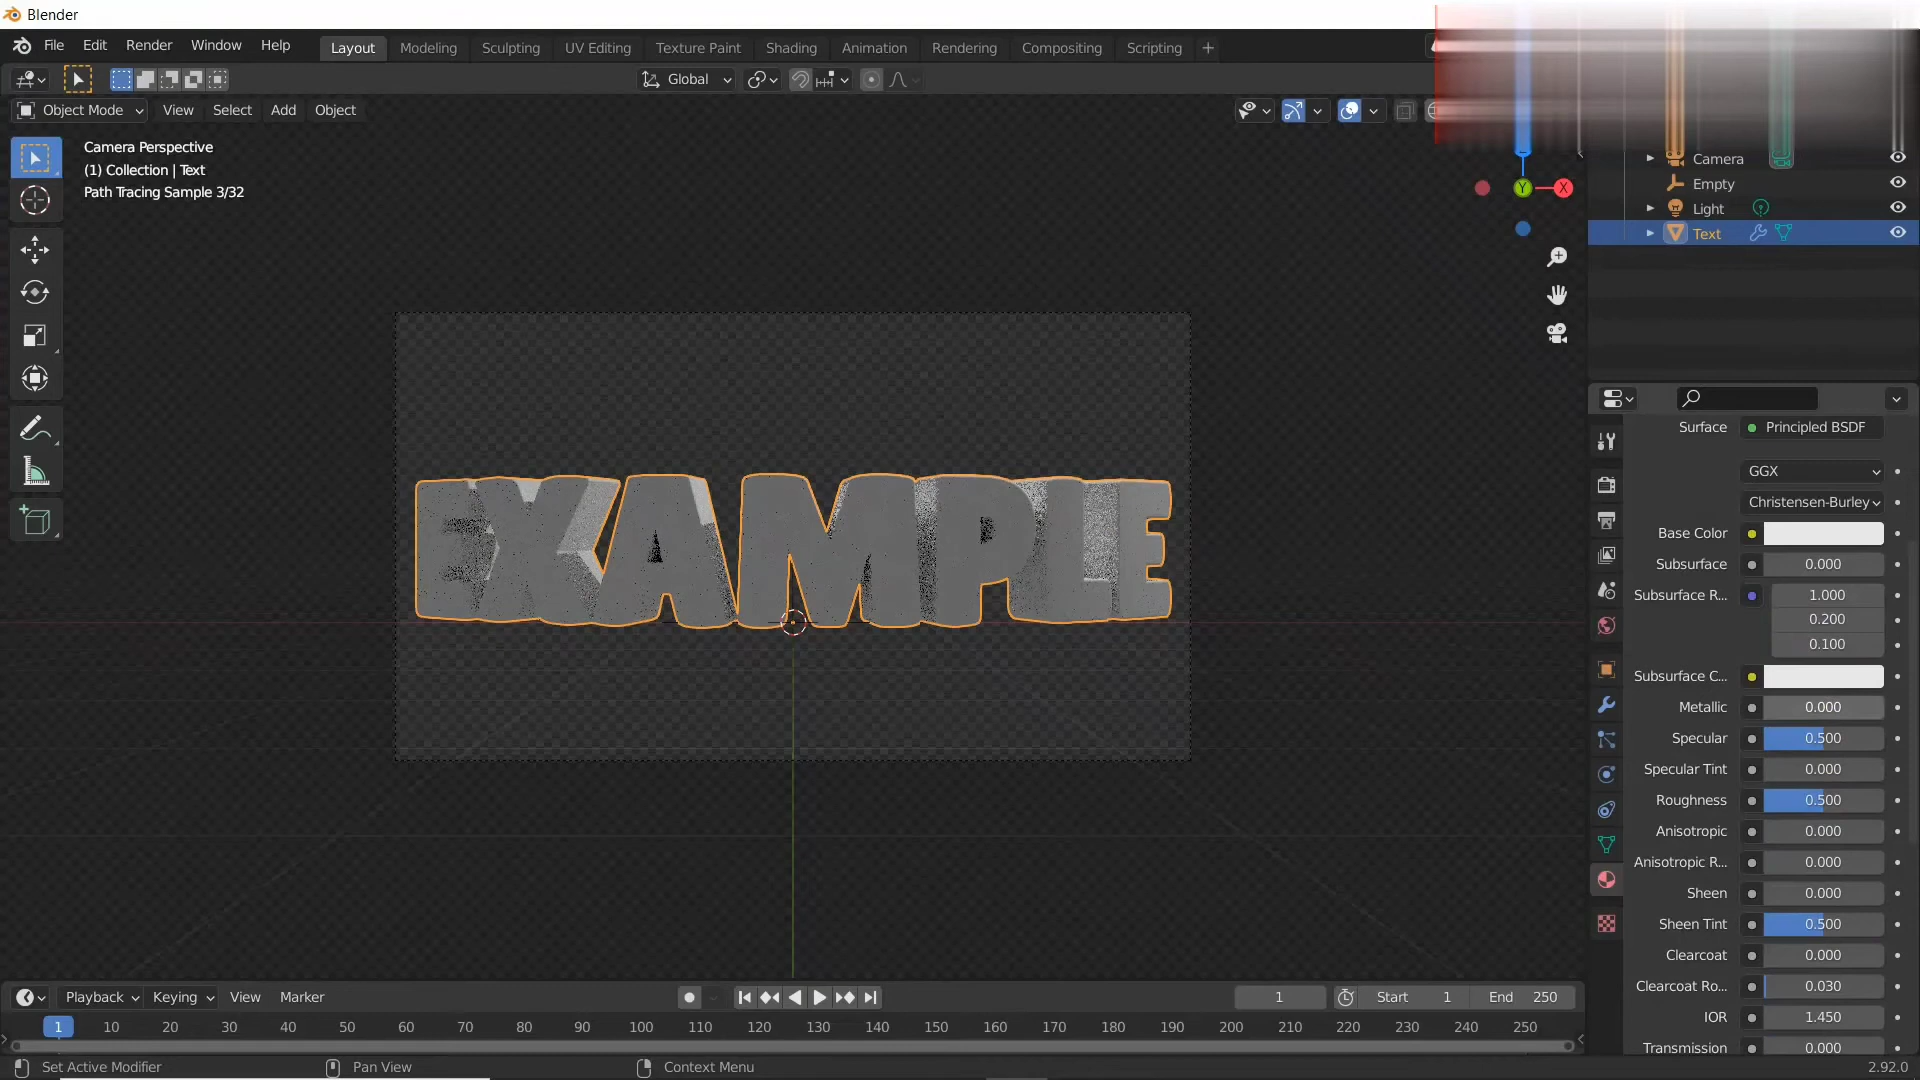 Blender
File Edit Render Window Help Layout Modeling Sculpting UV Editing Texture Paint Shading Animation Rendering Compositing Scripting +
Global
Object Mode View Select Add Object
Camera Perspective
(1) Collection | Text
Path Tracing Sample 3/32
Y X
Camera
Empty
Light
Text
EXAMPLE
Surface Principled BSDF
GGX
Christensen-Burley
Base Color
Subsurface 0.000
Subsurface R... 1.000
0.200
0.100
Subsurface C...
Metallic 0.000
Specular 0.500
Specular Tint 0.000
Roughness 0.500
Anisotropic 0.000
Anisotropic R... 0.000
Sheen 0.000
Sheen Tint 0.500
Clearcoat 0.000
Clearcoat Ro... 0.030
IOR 1.450
Transmission 0.000
Playback Keying View Marker 1 Start 1 End 250
1 10 20 30 40 50 60 70 80 90 100 110 120 130 140 150 160 170 180 190 200 210 220 230 240 250
Set Active Modifier Pan View Context Menu 2.92.0